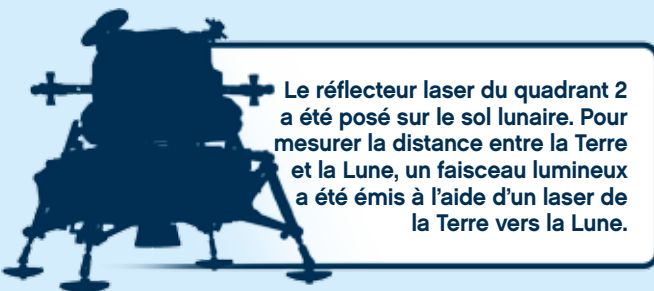 Le réflecteur laser du quadrant 2
a été posé sur le sol lunaire. Pour
mesurer la distance entre la Terre
et la Lune, un faisceau lumineux
a été émis à l’aide d’un laser de
la Terre vers la Lune.